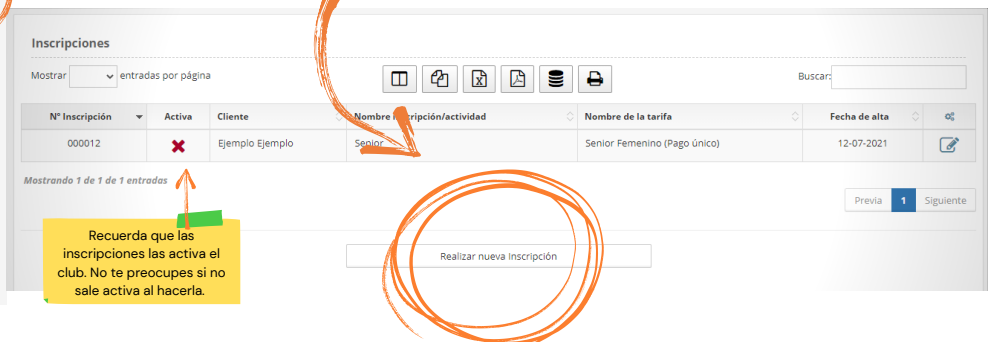 Inscripciones
Mostrar entradas por página
Buscar:
Nº Inscripción Activa Cliente Nombre inscripción/actividad Nombre de la tarifa Fecha de alta
000012 Ejemplo Ejemplo Senior Senior Femenino (Pago único) 12-07-2021
Mostrando 1 de 1 de 1 entradas
Previa 1 Siguiente
Realizar nueva Inscripción
Recuerda que las
inscripciones las activa el
club. No te preocupes si no
sale activa al hacerla.